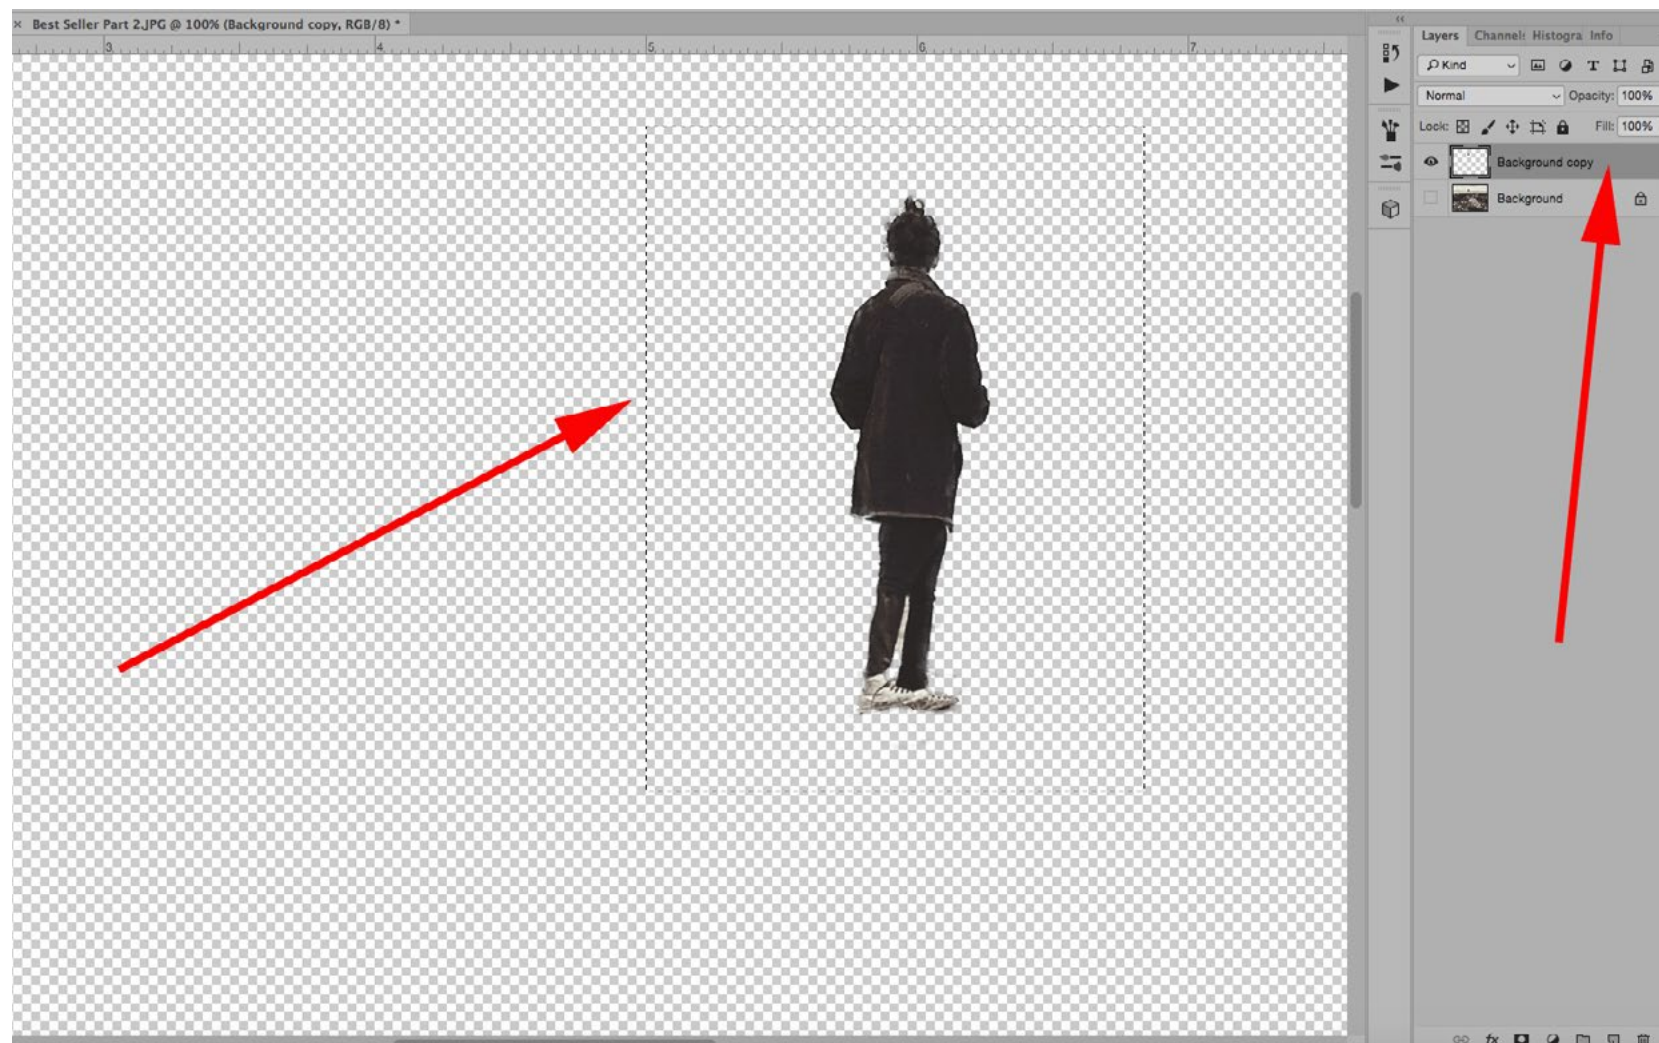 × Best Seller Part 2.JPG @ 100% (Background copy, RGB/8) *
3 4 5 6 7
Layers Channel: Histogra Info
Kind T
Normal Opacity: 100%
Lock: Fill: 100%
Background copy
Background
fx